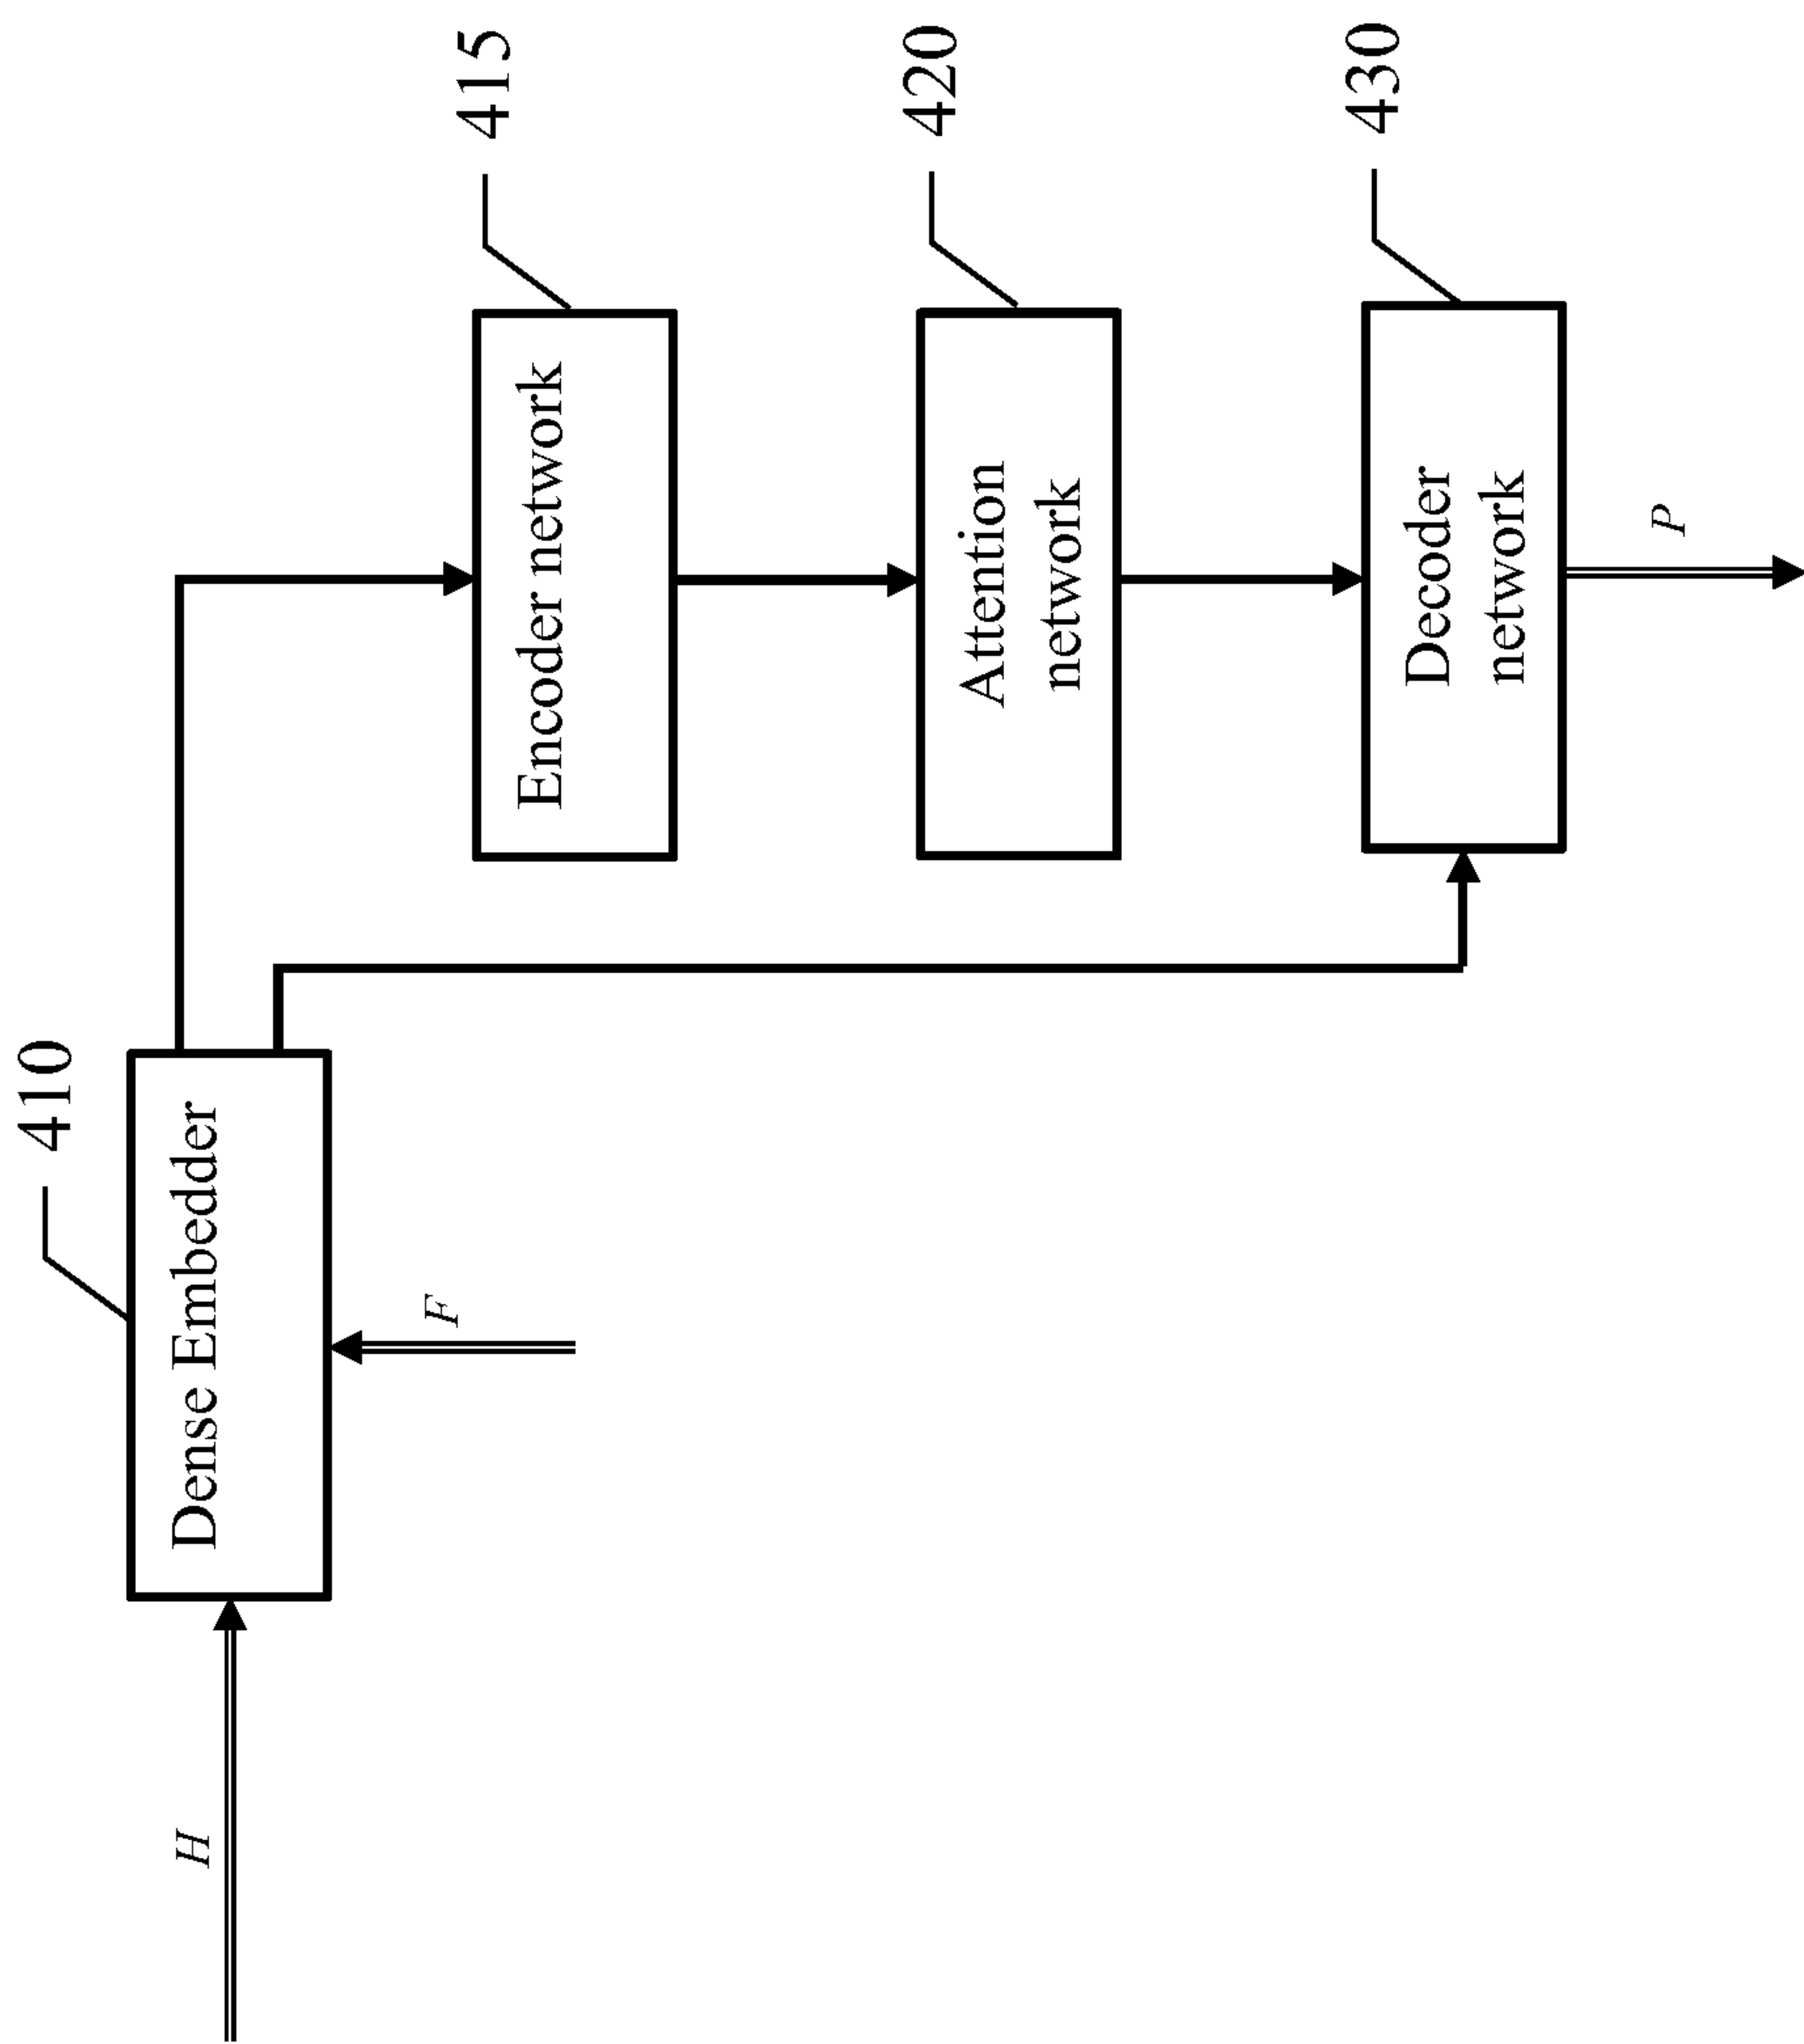 410
Dense Embedder
H
F
415
Encoder network
420
Attention
network
430
Decoder
network
P